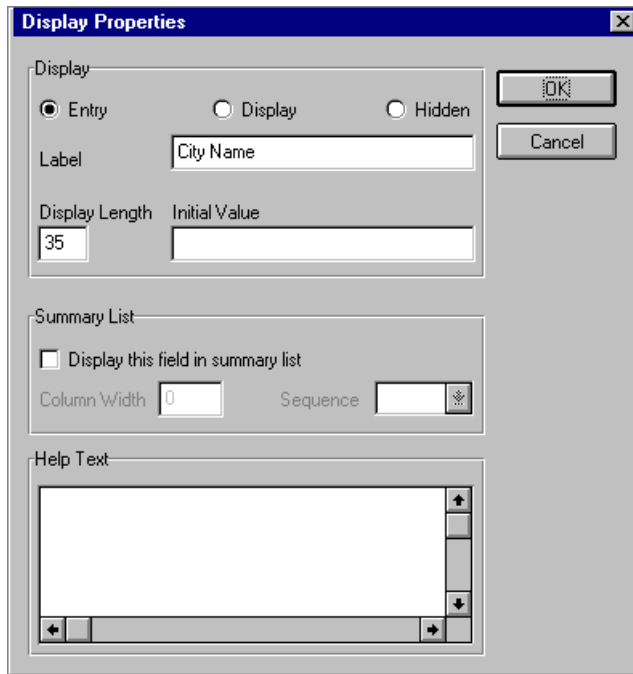 Display Properties
Display
OK
Entry Display Hidden
Cancel
Label City Name
Display Length Initial Value
35
Summary List
Display this field in summary list
Column Width 0 Sequence
Help Text